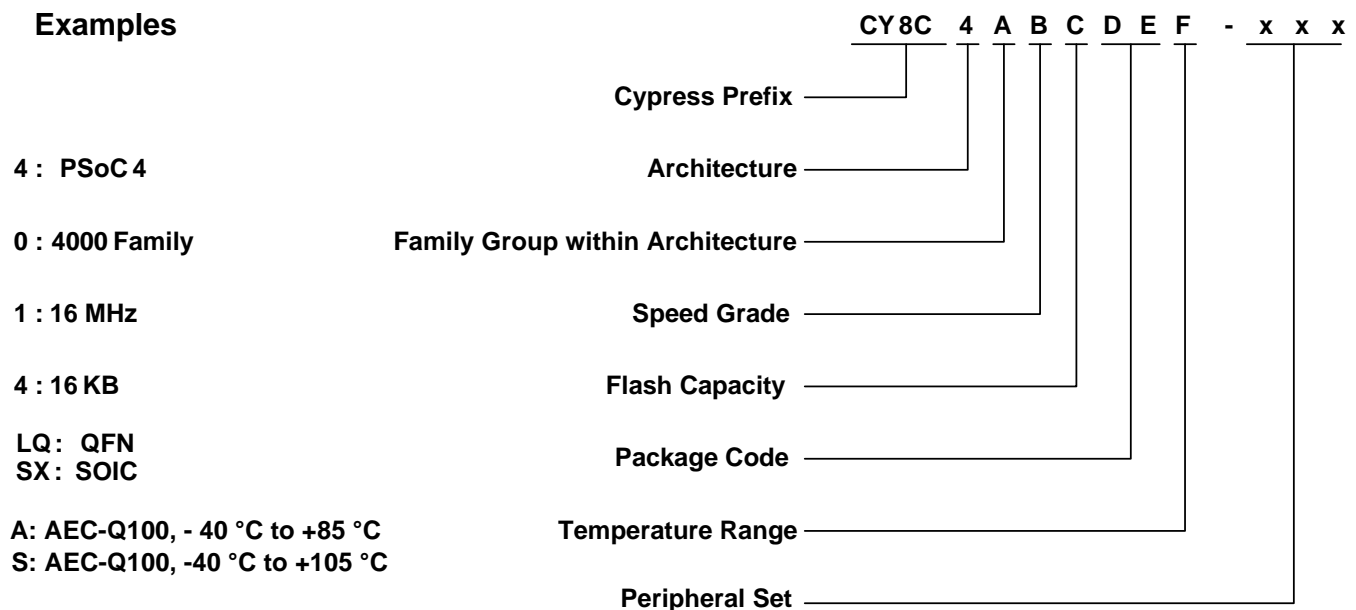 Examples CY8C 4 A B C D E F - x x x
Cypress Prefix
4 : PSoC 4 Architecture
0 : 4000 Family Family Group within Architecture
1 : 16 MHz Speed Grade
4 : 16 KB Flash Capacity
LQ : QFN
SX : SOIC
Package Code
A: AEC-Q100, - 40 °C to +85 °C Temperature Range
S: AEC-Q100, -40 °C to +105 °C
Peripheral Set